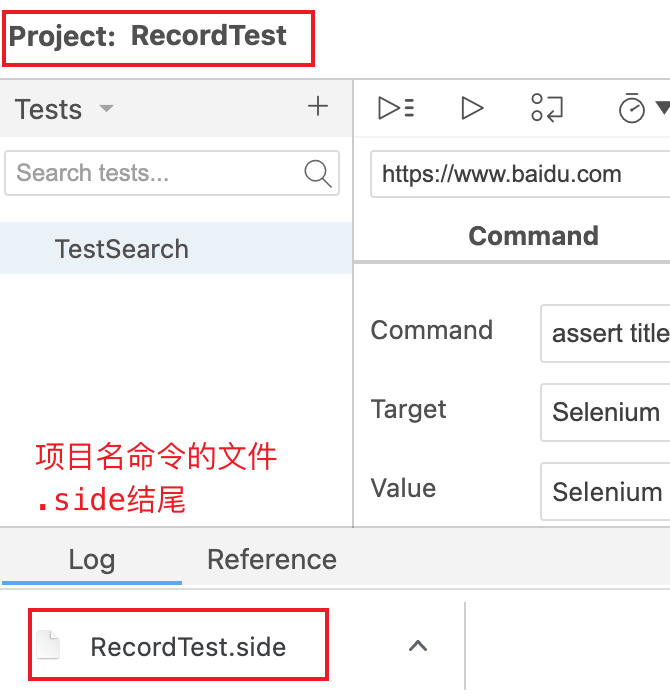 Project: RecordTest
Tests
Search tests...
https://www.baidu.com
TestSearch
Command
Command
assert title
Target
Selenium
项目名命令的文件
.side结尾
Value
Selenium
Log
Reference
RecordTest.side